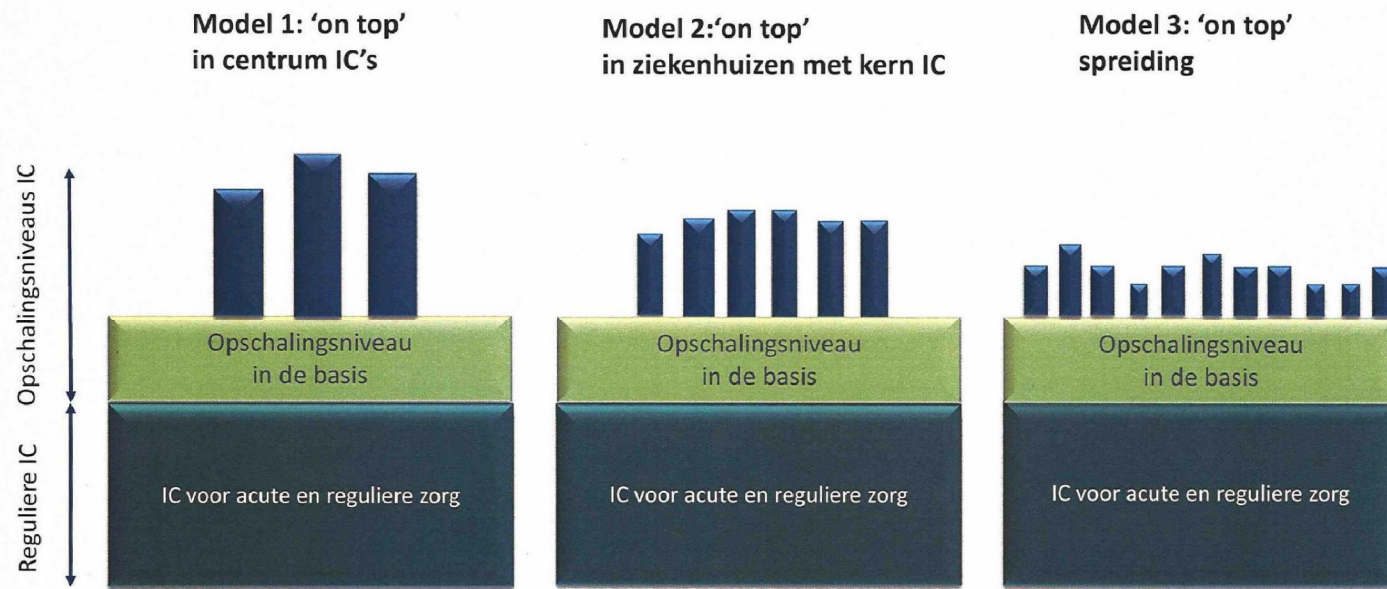 Model 1: ‘on top’
in centrum IC’s
Model 2:‘on top’
in ziekenhuizen met kern IC
Model 3: ‘on top’
spreiding
Opschalingsniveaus IC
Reguliere IC
Opschalingsniveau
in de basis
IC voor acute en reguliere zorg
Opschalingsniveau
in de basis
IC voor acute en reguliere zorg
Opschalingsniveau
in de basis
IC voor acute en reguliere zorg